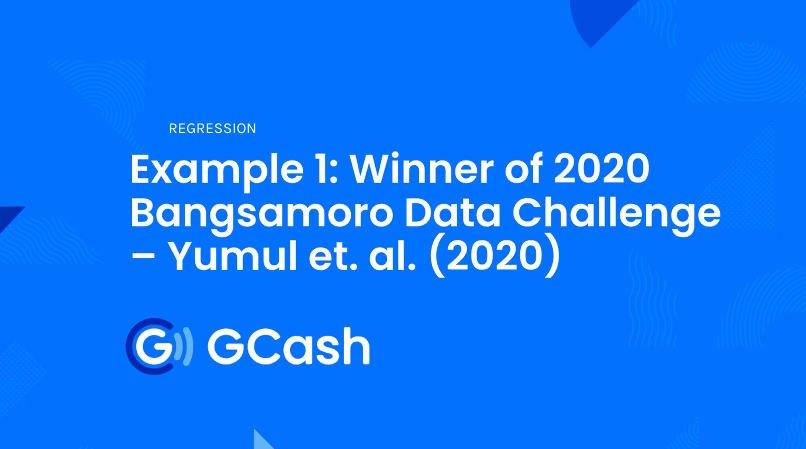 REGRESSION
Example 1: Winner of 2020
Bangsamoro Data Challenge
– Yumul et. al. (2020)
GCash